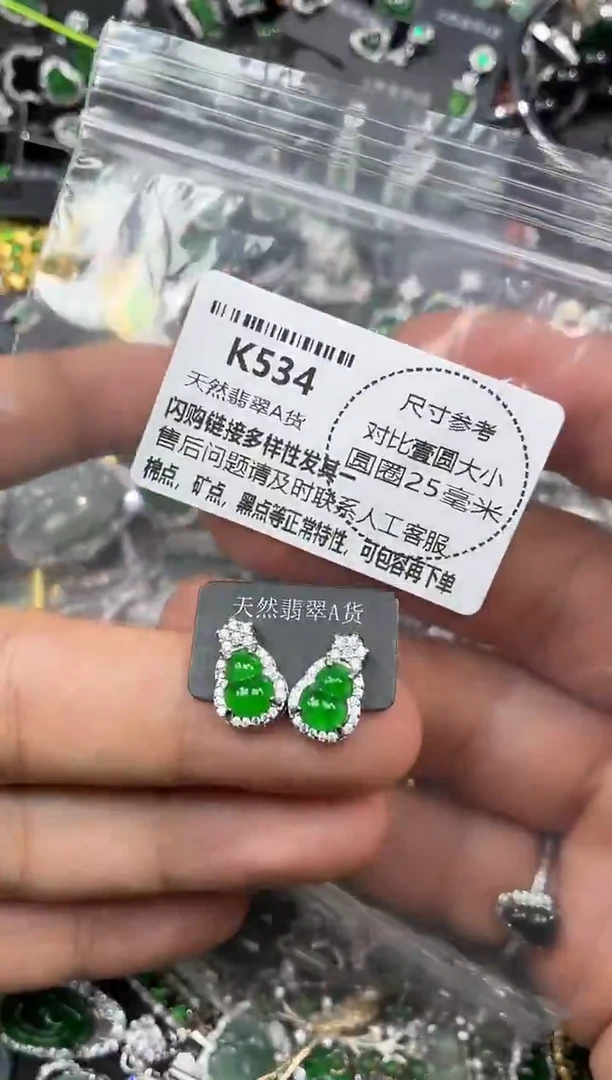 K534
天然翡翠A货
闪购链接多样性发其一
售后问题请及时联系人工客服
棉点，矿点，黑点等正常特性，可包容再下单
尺寸参考
对比壹圆大小
圆圈25毫米
天然翡翠A货